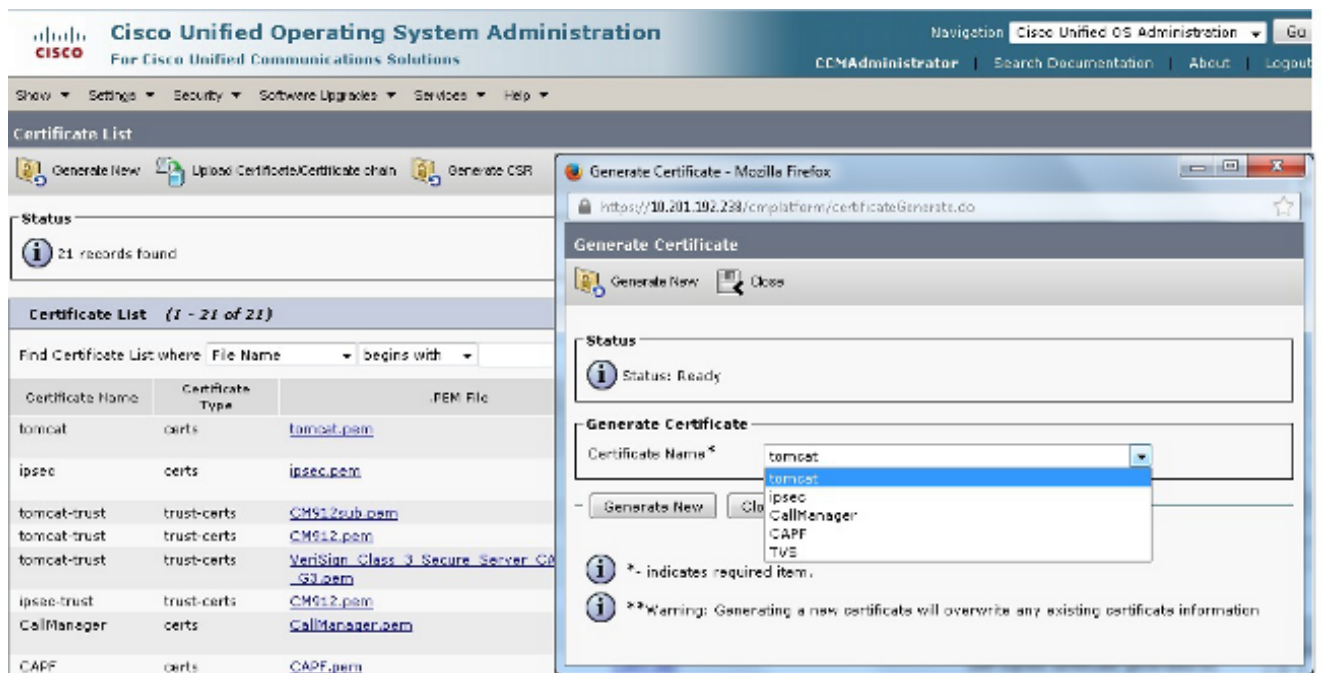 Cisco Unified Operating System Administration
CISCO
For Cisco Unified Communications Solutions
Navigation Cisco Unified OS Administration Go
CCMAdministrator | Search Documentation | About | Logout
Show Settings Security Software Upgrades Services Help
Certificate List
Generate New Upload Certificate/Certificate chain Generate CSR
Status
21 records found
Certificate List (1 - 21 of 21)
Find Certificate List where File Name begins with
Certificate Name Certificate Type .PEM File
tomcat certs tomcat.pem
ipsec certs ipsec.pem
tomcat-trust trust-certs CM912sub.pem
tomcat-trust trust-certs CM912.pem
tomcat-trust trust-certs VeriSign_Class_3_Secure_Server_CA
_G3.pem
ipsec-trust trust-certs CM912.pem
CallManager certs CallManager.pem
CAPF certs CAPF.pem
Generate Certificate - Mozilla Firefox
https://10.201.192.238/cmplatform/certificateGenerate.do
Generate Certificate
Generate New Close
Status
Status: Ready
Generate Certificate
Certificate Name* tomcat
tomcat
ipsec
CallManager
CAPF
TVS
Generate New Clo
*- indicates required item.
**Warning: Generating a new certificate will overwrite any existing certificate information